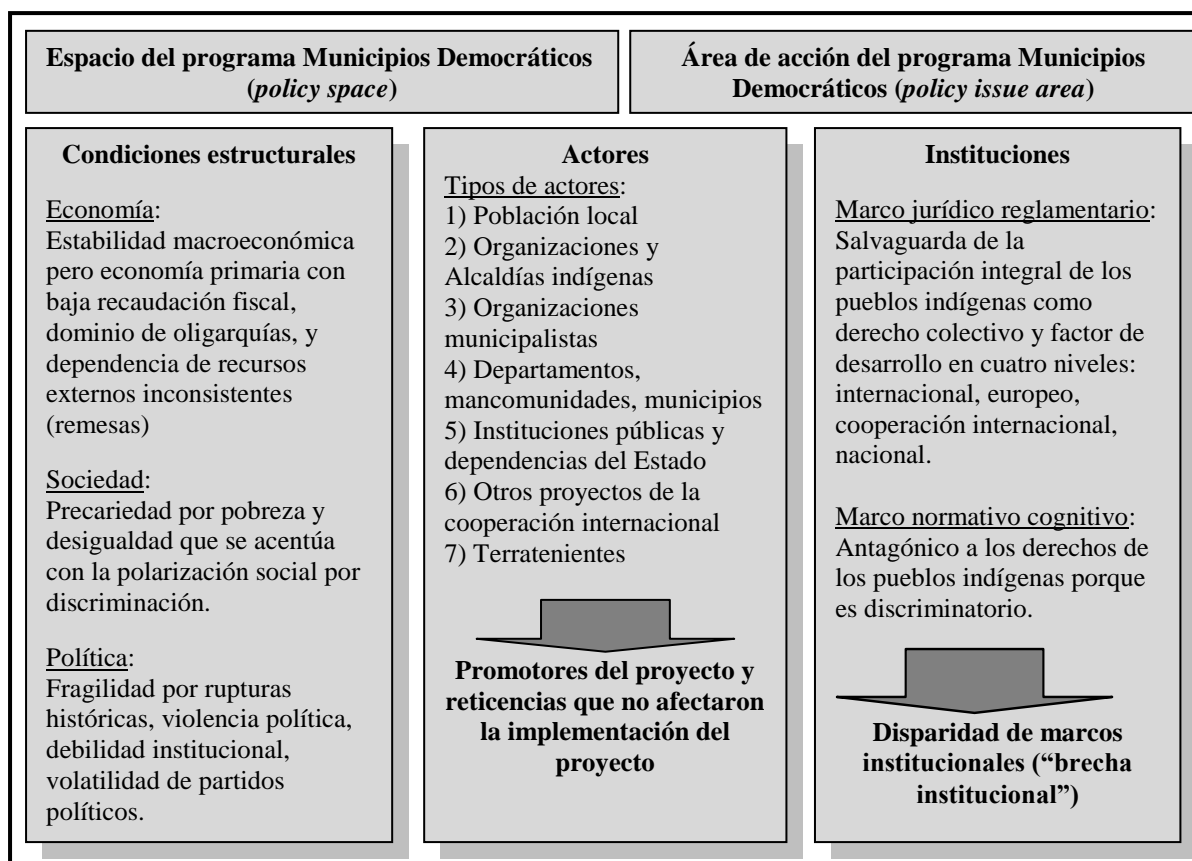 Espacio del programa Municipios Democráticos
(policy space)
Área de acción del programa Municipios
Democráticos (policy issue area)
Condiciones estructurales
Economía:
Estabilidad macroeconómica
pero economía primaria con
baja recaudación fiscal,
dominio de oligarquías, y
dependencia de recursos
externos inconsistentes
(remesas)
Sociedad:
Precariedad por pobreza y
desigualdad que se acentúa
con la polarización social por
discriminación.
Política:
Fragilidad por rupturas
históricas, violencia política,
debilidad institucional,
volatilidad de partidos
políticos.
Actores
Tipos de actores:
1) Población local
2) Organizaciones y
Alcaldías indígenas
3) Organizaciones
municipalistas
4) Departamentos,
mancomunidades, municipios
5) Instituciones públicas y
dependencias del Estado
6) Otros proyectos de la
cooperación internacional
7) Terratenientes
Promotores del proyecto y
reticencias que no afectaron
la implementación del
proyecto
Instituciones
Marco jurídico reglamentario:
Salvaguarda de la
participación integral de los
pueblos indígenas como
derecho colectivo y factor de
desarrollo en cuatro niveles:
internacional, europeo,
cooperación internacional,
nacional.
Marco normativo cognitivo:
Antagónico a los derechos de
los pueblos indígenas porque
es discriminatorio.
Disparidad de marcos
institucionales (“brecha
institucional”)